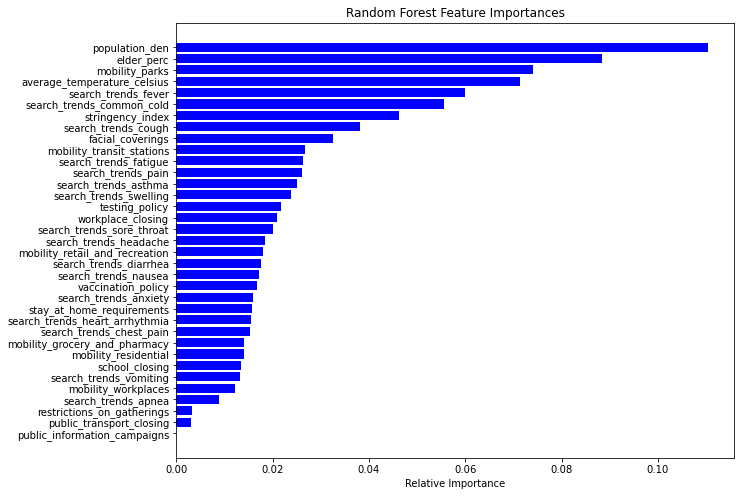 Random Forest Feature Importances
population_den
elder_perc
mobility_parks
average_temperature_celsius
search_trends_fever
search_trends_common_cold
stringency_index
search_trends_cough
facial_coverings
mobility_transit_stations
search_trends_fatigue
search_trends_pain
search_trends_asthma
search_trends_swelling
testing_policy
workplace_closing
search_trends_sore_throat
search_trends_headache
mobility_retail_and_recreation
search_trends_diarrhea
search_trends_nausea
vaccination_policy
search_trends_anxiety
stay_at_home_requirements
search_trends_heart_arrhythmia
search_trends_chest_pain
mobility_grocery_and_pharmacy
mobility_residential
school_closing
search_trends_vomiting
mobility_workplaces
search_trends_apnea
restrictions_on_gatherings
public_transport_closing
public_information_campaigns
0.00 0.02 0.04 0.06 0.08 0.10
Relative Importance